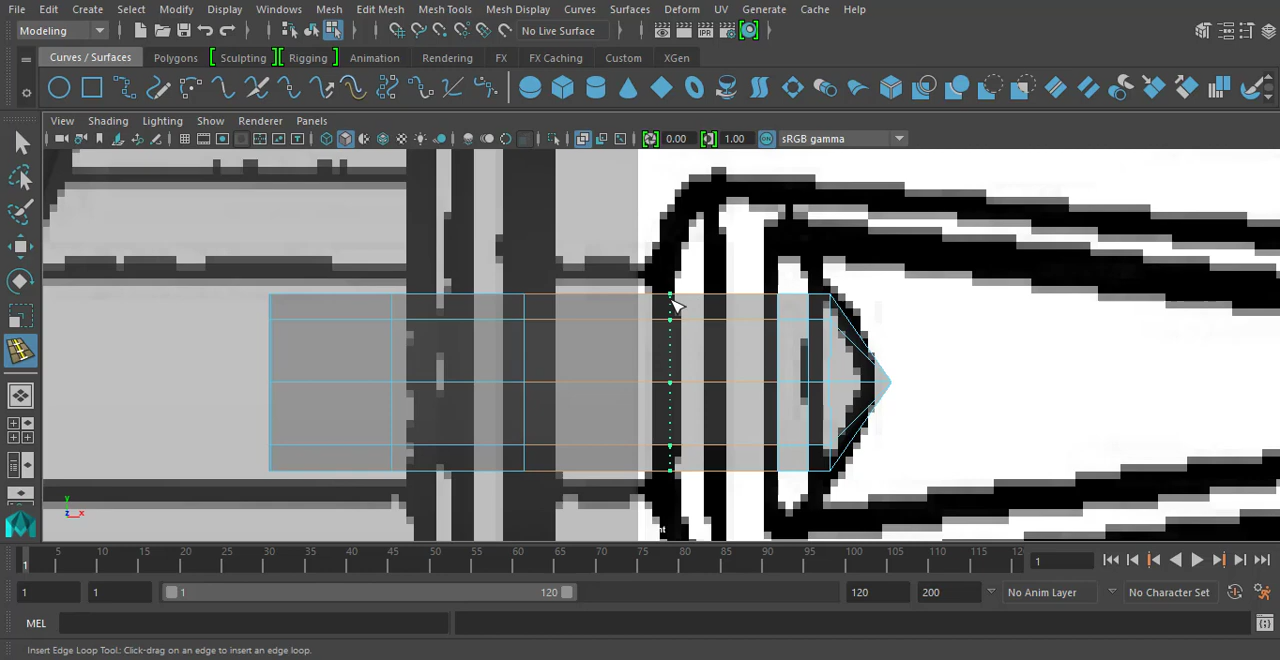 File Edit Create Select Modify Display Windows Mesh Edit Mesh Mesh Tools Mesh Display Curves Surfaces Deform UV Generate Cache Help
Modeling No Live Surface IPR
Curves / Surfaces Polygons Sculpting Rigging Animation Rendering FX FX Caching Custom XGen
View Shading Lighting Show Renderer Panels
0.00 1.00 ON sRGB gamma
y
z x
5 10 15 20 25 30 35 40 45 50 55 60 65 70 75 80 85 90 95 100 105 110 115 12
1 1
1 1 1 120 120 200 No Anim Layer No Character Set
MEL
Insert Edge Loop Tool: Click-drag on an edge to insert an edge loop.